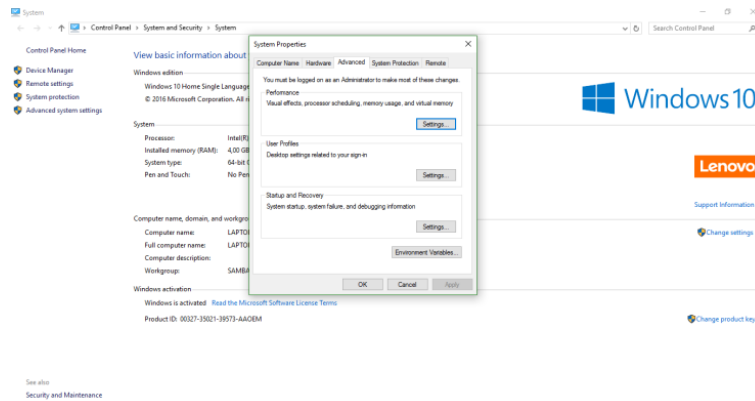 System
Control Panel > System and Security > System
Search Control Panel
Control Panel Home
Device Manager
Remote settings
System protection
Advanced system settings
View basic information about
Windows edition
Windows 10 Home Single Language
© 2016 Microsoft Corporation. All ri
System
Processor: Intel(R)
Installed memory (RAM): 4,00 GB
System type: 64-bit
Pen and Touch: No Pen
Computer name, domain, and workgro
Computer name: LAPTO
Full computer name: LAPTO
Computer description:
Workgroup: SAMBA
Windows activation
Windows is activated Read the Microsoft Software License Terms
Product ID: 00327-35021-39573-AAOEM
See also
Security and Maintenance
System Properties
Computer Name Hardware Advanced System Protection Remote
You must be logged on as an Administrator to make most of these changes.
Performance
Visual effects, processor scheduling, memory usage, and virtual memory
Settings...
User Profiles
Desktop settings related to your sign-in
Settings...
Startup and Recovery
System startup, system failure, and debugging information
Settings...
Environment Variables...
OK Cancel Apply
Windows 10
Lenovo
Support Information
Change settings
Change product key